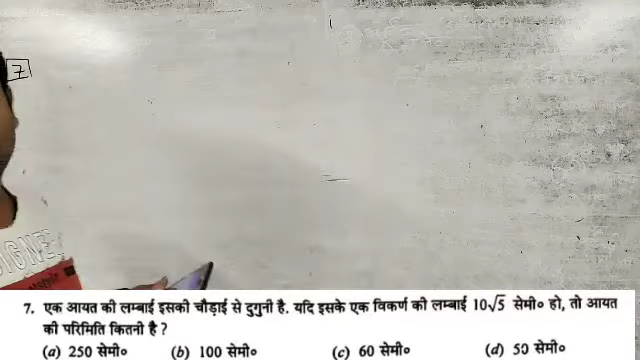 7
IGNE
7. एक आयत की लम्बाई इसकी चौड़ाई से दुगुनी है. यदि इसके एक विकर्ण की लम्बाई 10√5 सेमी० हो, तो आयत
की परिमिति कितनी है ?
(a) 250 सेमी० (b) 100 सेमी० (c) 60 सेमी० (d) 50 सेमी०